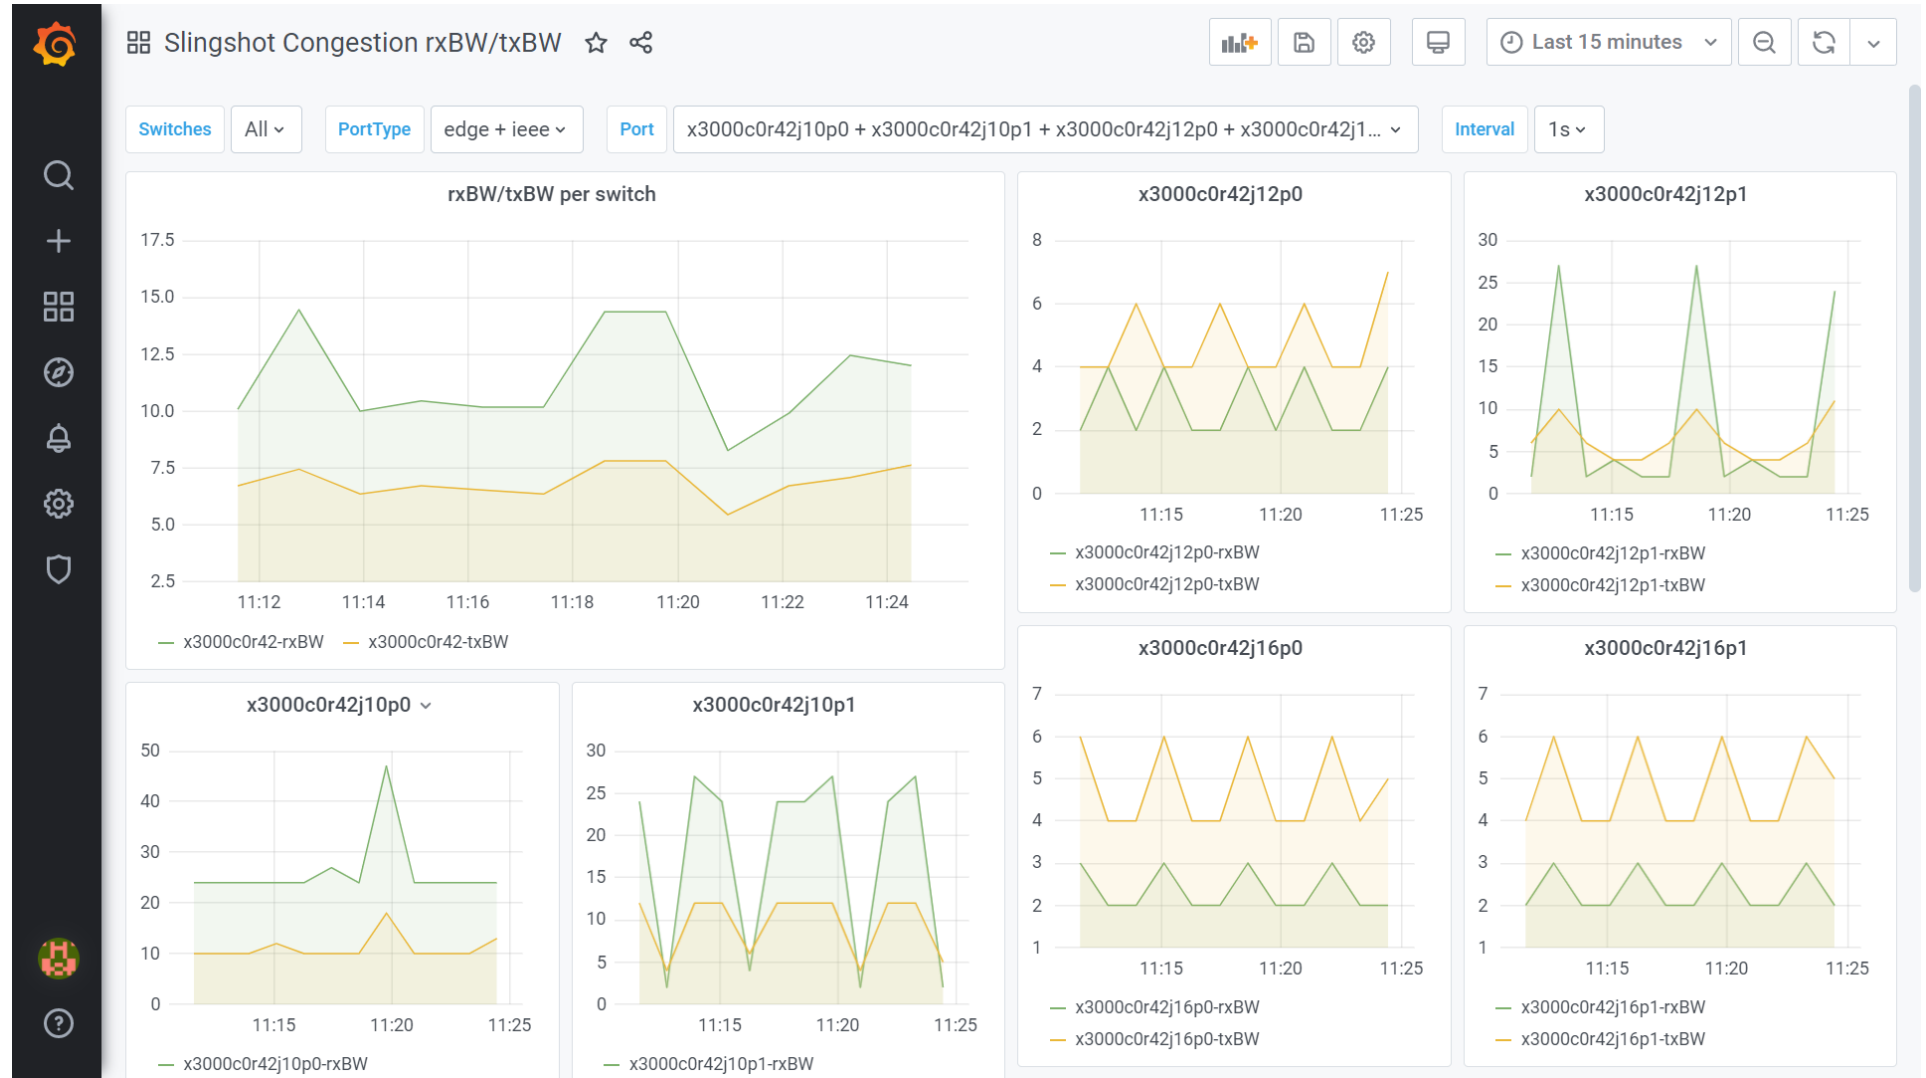 Slingshot Congestion rxBW/txBW
Last 15 minutes
Switches All PortType edge + ieee Port x3000c0r42j10p0 + x3000c0r42j10p1 + x3000c0r42j12p0 + x3000c0r42j1... Interval 1s
rxBW/txBW per switch
17.5
15.0
12.5
10.0
7.5
5.0
2.5
11:12 11:14 11:16 11:18 11:20 11:22 11:24
x3000c0r42-rxBW x3000c0r42-txBW
x3000c0r42j12p0
8
6
4
2
0
11:15 11:20 11:25
x3000c0r42j12p0-rxBW
x3000c0r42j12p0-txBW
x3000c0r42j12p1
30
25
20
15
10
5
0
11:15 11:20 11:25
x3000c0r42j12p1-rxBW
x3000c0r42j12p1-txBW
x3000c0r42j10p0
50
40
30
20
10
0
11:15 11:20 11:25
x3000c0r42j10p0-rxBW
x3000c0r42j10p1
30
25
20
15
10
5
0
11:15 11:20 11:25
x3000c0r42j10p1-rxBW
x3000c0r42j16p0
7
6
5
4
3
2
1
11:15 11:20 11:25
x3000c0r42j16p0-rxBW
x3000c0r42j16p0-txBW
x3000c0r42j16p1
7
6
5
4
3
2
1
11:15 11:20 11:25
x3000c0r42j16p1-rxBW
x3000c0r42j16p1-txBW